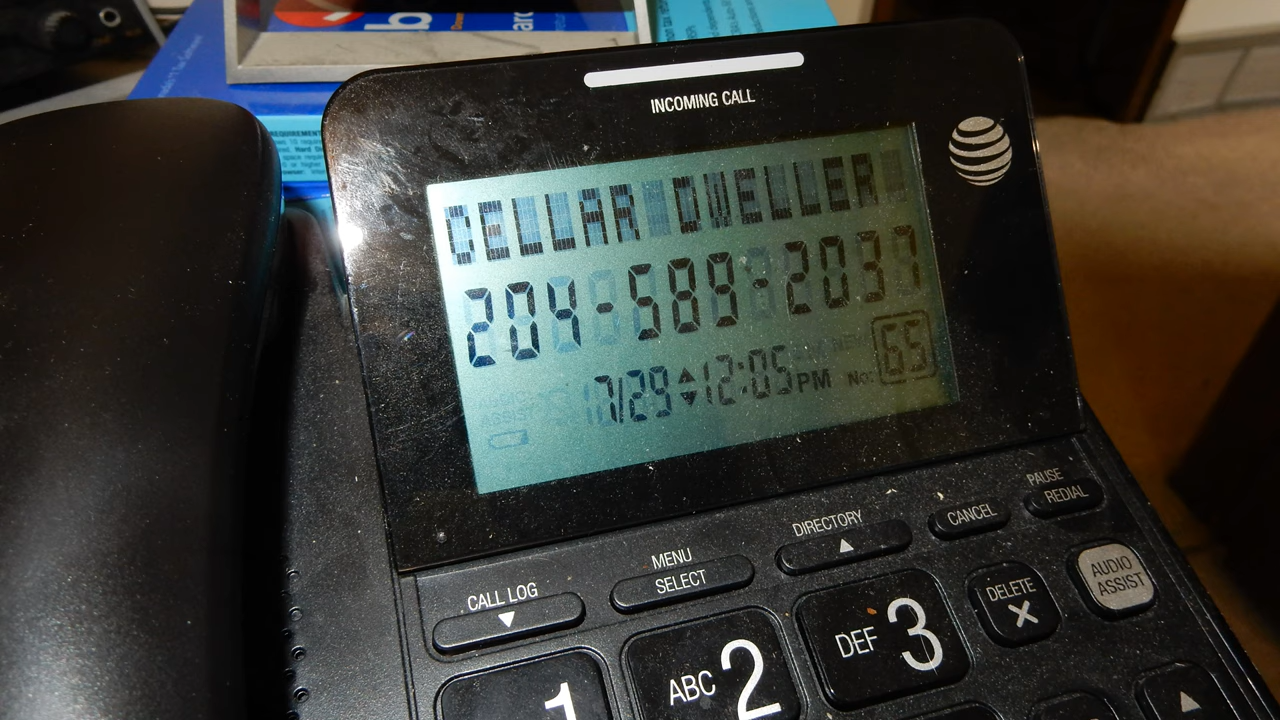 INCOMING CALL
CELLAR DWELLER
204-589-2037
7/29 12:05 PM No: 65
PAUSE
REDIAL
CANCEL
DIRECTORY
MENU
SELECT
CALL LOG
AUDIO
ASSIST
DELETE
DEF 3
ABC 2
1
REQUIREMENT